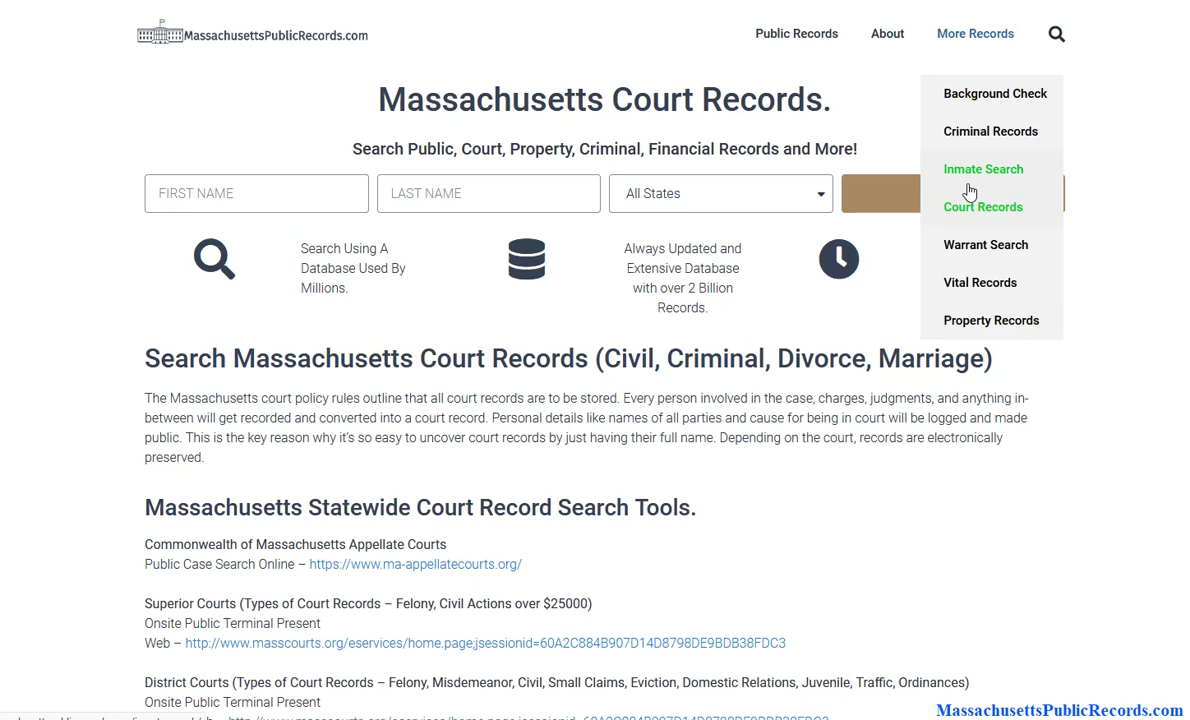 MassachusettsPublicRecords.com
Public Records
About
More Records
Massachusetts Court Records.
Background Check
Criminal Records
Inmate Search
Court Records
Warrant Search
Vital Records
Property Records
Search Public, Court, Property, Criminal, Financial Records and More!
FIRST NAME
LAST NAME
All States
Search Using A
Database Used By
Millions.
Always Updated and
Extensive Database
with over 2 Billion
Records.
Search Massachusetts Court Records (Civil, Criminal, Divorce, Marriage)
The Massachusetts court policy rules outline that all court records are to be stored. Every person involved in the case, charges, judgments, and anything in-
between will get recorded and converted into a court record. Personal details like names of all parties and cause for being in court will be logged and made
public. This is the key reason why it's so easy to uncover court records by just having their full name. Depending on the court, records are electronically
preserved.
Massachusetts Statewide Court Record Search Tools.
Commonwealth of Massachusetts Appellate Courts
Public Case Search Online – https://www.ma-appellatecourts.org/
Superior Courts (Types of Court Records – Felony, Civil Actions over $25000)
Onsite Public Terminal Present
Web – http://www.masscourts.org/eservices/home.page;jsessionid=60A2C884B907D14D8798DE9BDB38FDC3
District Courts (Types of Court Records – Felony, Misdemeanor, Civil, Small Claims, Eviction, Domestic Relations, Juvenile, Traffic, Ordinances)
Onsite Public Terminal Present
MassachusettsPublicRecords.com